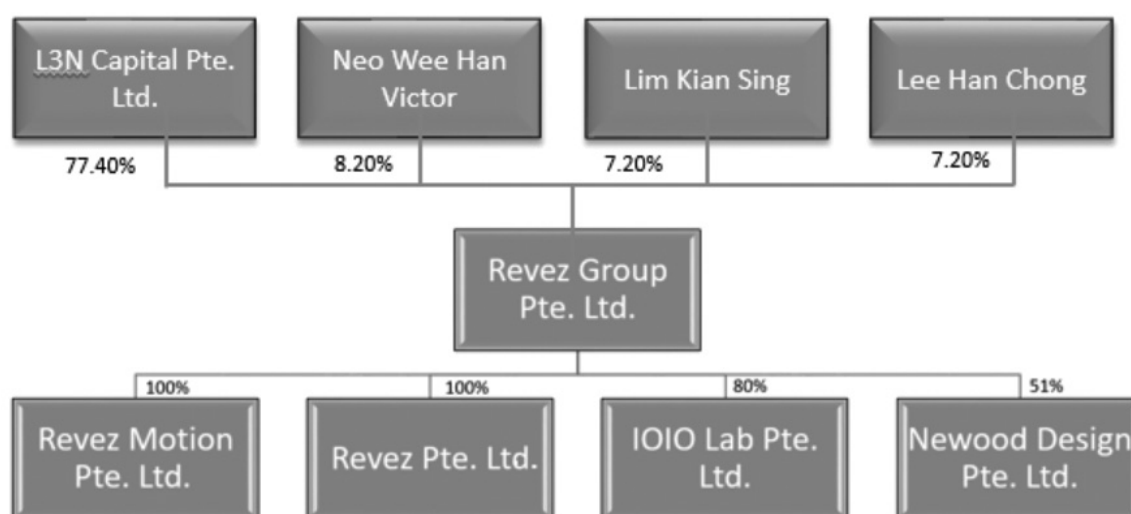 L3N Capital Pte.
Ltd.
Neo Wee Han
Victor
Lim Kian Sing
Lee Han Chong
77.40%
8.20%
7.20%
7.20%
Revez Group
Pte. Ltd.
100%
100%
80%
51%
Revez Motion
Pte. Ltd.
Revez Pte. Ltd.
IOIO Lab Pte.
Ltd.
Newood Design
Pte. Ltd.